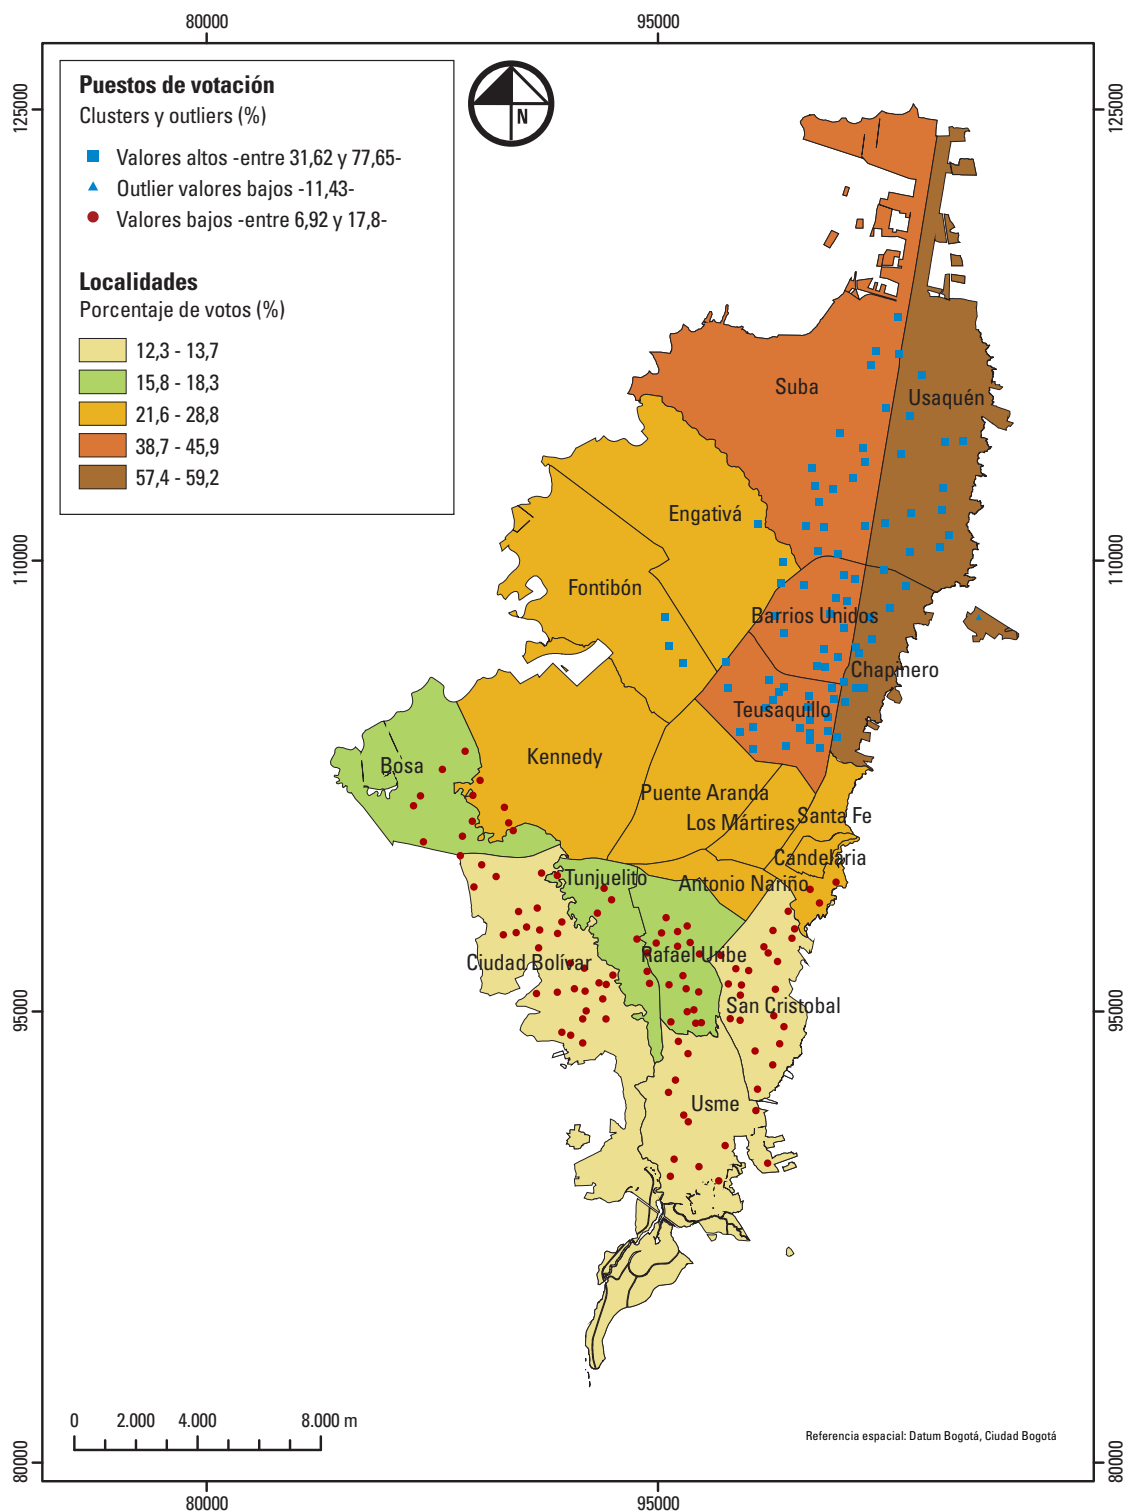 80000
95000
125000
125000
Puestos de votación
Clusters y outliers (%)
Valores altos -entre 31,62 y 77,65-
Outlier valores bajos -11,43-
Valores bajos -entre 6,92 y 17,8-
Localidades
Porcentaje de votos (%)
12,3 - 13,7
15,8 - 18,3
21,6 - 28,8
38,7 - 45,9
57,4 - 59,2
N
Suba
Usaquén
Engativá
110000
110000
Fontibón
Barrios Unidos
Chapinero
Teusaquillo
Kennedy
Bosa
Puente Aranda
Los Mártires
Santa Fe
Candelaria
Tunjuelito
Antonio Nariño
Rafael Uribe
Ciudad Bolívar
San Cristobal
95000
95000
Usme
0 2.000 4.000 8.000 m
Referencia espacial: Datum Bogotá, Ciudad Bogotá
80000
80000
80000
95000